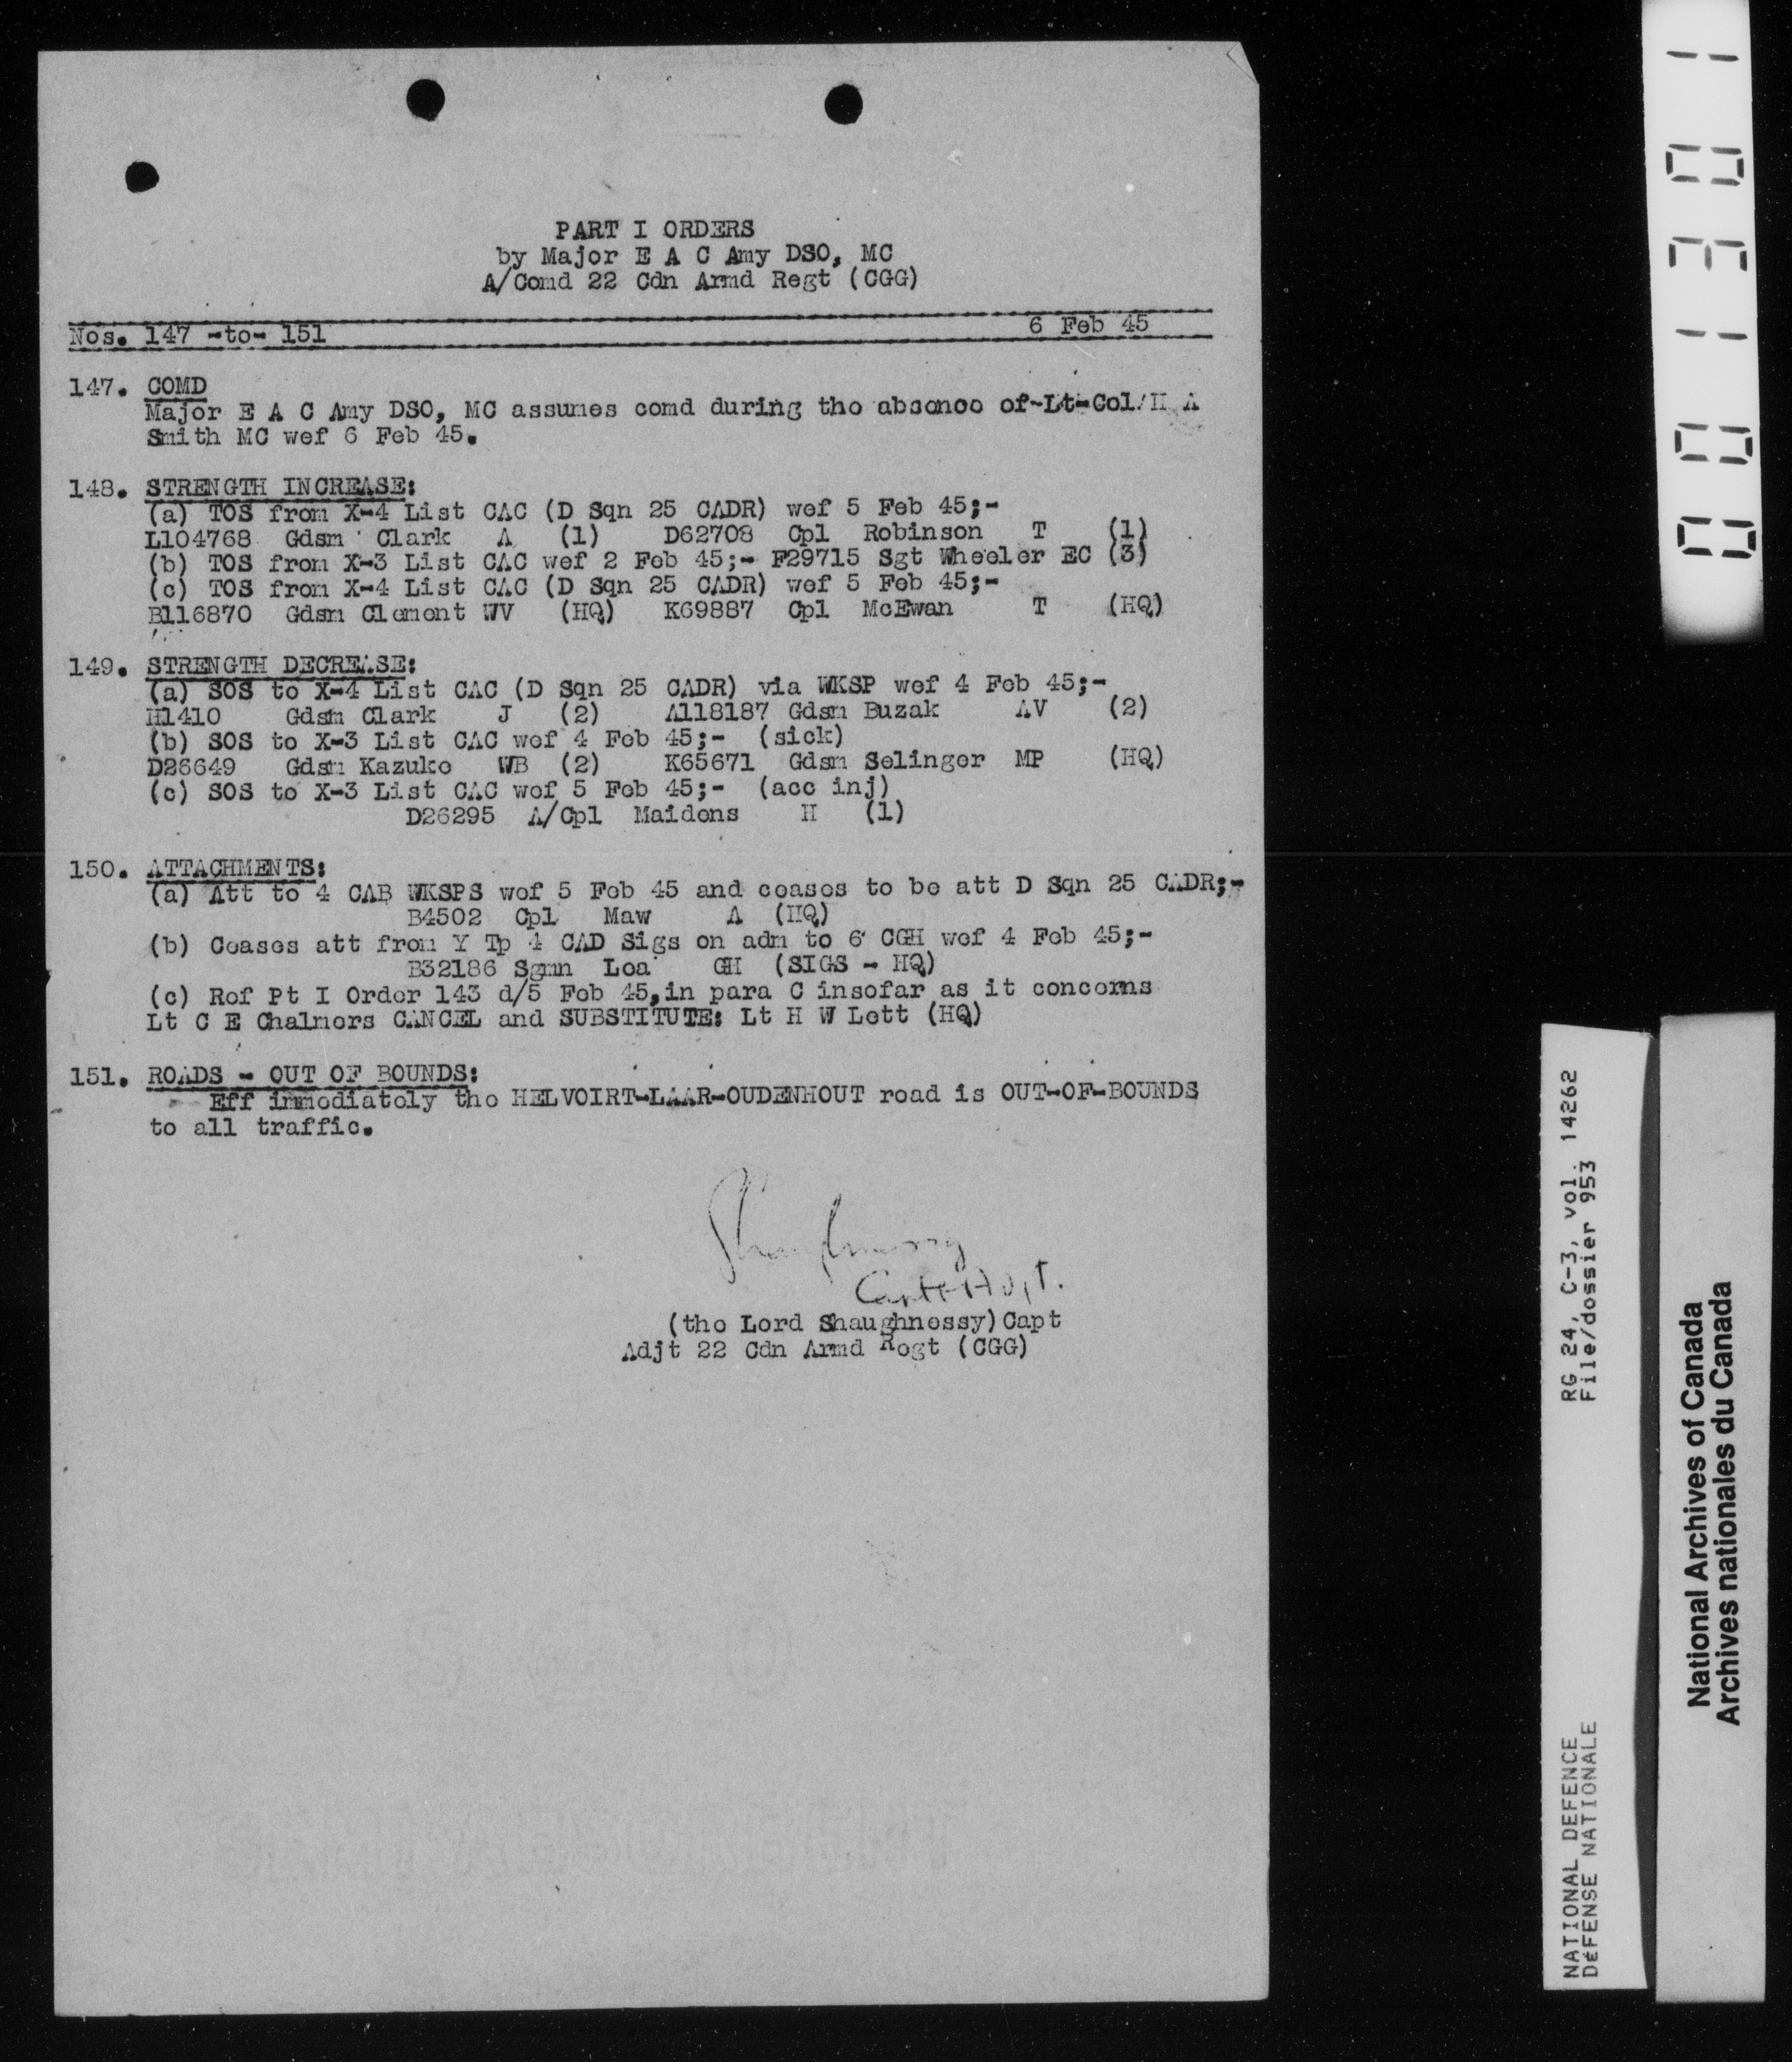 PART I ORDERS
by Major E A C Amy DSO, MC
A/Comd 22 Cdn Armd Regt (CGG)
Nos. 147 -to- 151 6 Feb 45
147. COMD
Major E A C Amy DSO, MC assumes comd during the absence of-Lt-Col H A
Smith MC wef 6 Feb 45.
148. STRENGTH INCREASE:
(a) TOS from X-4 List CAC (D Sqn 25 CADR) wef 5 Feb 45;-
L104768 Gdsm Clark A (1) D62708 Cpl Robinson T (1)
(b) TOS from X-3 List CAC wef 2 Feb 45;- F29715 Sgt Wheeler EC (3)
(c) TOS from X-4 List CAC (D Sqn 25 CADR) wef 5 Feb 45;-
B116870 Gdsm Clement WV (HQ) K69887 Cpl McEwan T (HQ)
149. STRENGTH DECREASE:
(a) SOS to X-4 List CAC (D Sqn 25 CADR) via WKSP wef 4 Feb 45;-
H1410 Gdsm Clark J (2) A118187 Gdsm Buzak AV (2)
(b) SOS to X-3 List CAC wef 4 Feb 45;- (sick)
D26649 Gdsm Kazuko WB (2) K65671 Gdsm Selinger MP (HQ)
(c) SOS to X-3 List CAC wef 5 Feb 45;- (acc inj)
D26295 A/Cpl Maidens H (1)
150. ATTACHMENTS:
(a) Att to 4 CAB WKSPS wef 5 Feb 45 and ceases to be att D Sqn 25 CADR;-
B4502 Cpl Maw A (HQ)
(b) Ceases att from Y Tp 4 CAD Sigs on adm to 6 CGH wef 4 Feb 45;-
B32186 Sgmn Loa GH (SIGS - HQ)
(c) Ref Pt I Order 143 d/5 Feb 45,in para C insofar as it concerns
Lt C E Chalmers CANCEL and SUBSTITUTE: Lt H W Lett (HQ)
151. ROADS - OUT OF BOUNDS:
Eff immediately the HELVOIRT-LAAR-OUDENHOUT road is OUT-OF-BOUNDS
to all traffic.
Shaughnessy
Capt Adjt.
(the Lord Shaughnessy) Capt
Adjt 22 Cdn Armd Regt (CGG)
001301
RG 24, C-3, vol. 14262
File/dossier 953
NATIONAL DEFENCE
DÉFENSE NATIONALE
National Archives of Canada
Archives nationales du Canada